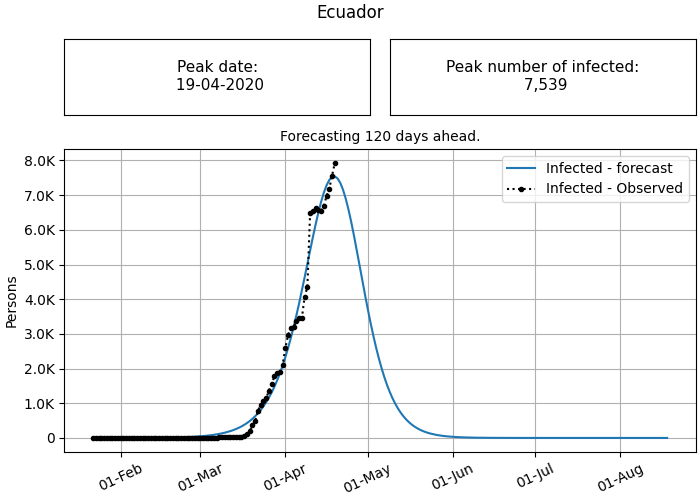 Ecuador
Peak date:
19-04-2020
Peak number of infected:
7,539
Forecasting 120 days ahead.
Infected - forecast
Infected - Observed
Persons
8.0K
7.0K
6.0K
5.0K
4.0K
3.0K
2.0K
1.0K
0
01-Feb
01-Mar
01-Apr
01-May
01-Jun
01-Jul
01-Aug